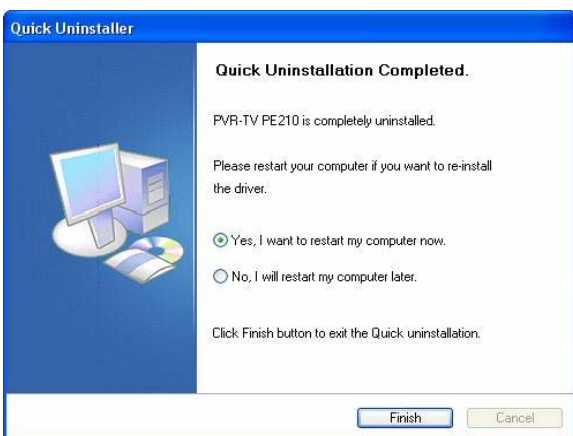 Quick Uninstaller
Quick Uninstallation Completed.
PVR-TV PE210 is completely uninstalled.
Please restart your computer if you want to re-install
the driver.
Yes, I want to restart my computer now.
No, I will restart my computer later.
Click Finish button to exit the Quick uninstallation.
Finish
Cancel